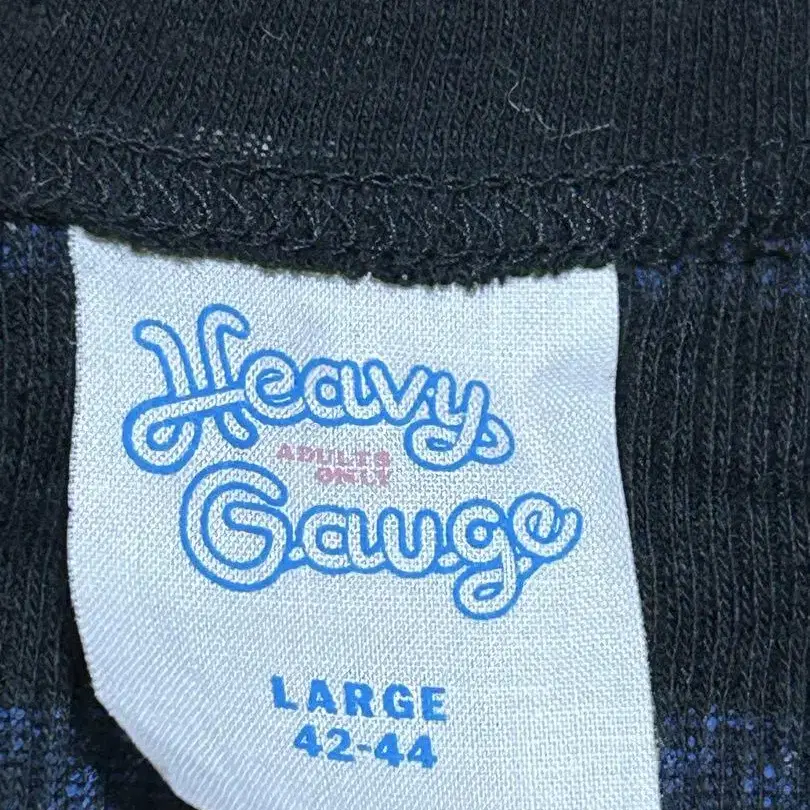 Heavy
ADULTS
ONLY
Gauge
LARGE
42-44